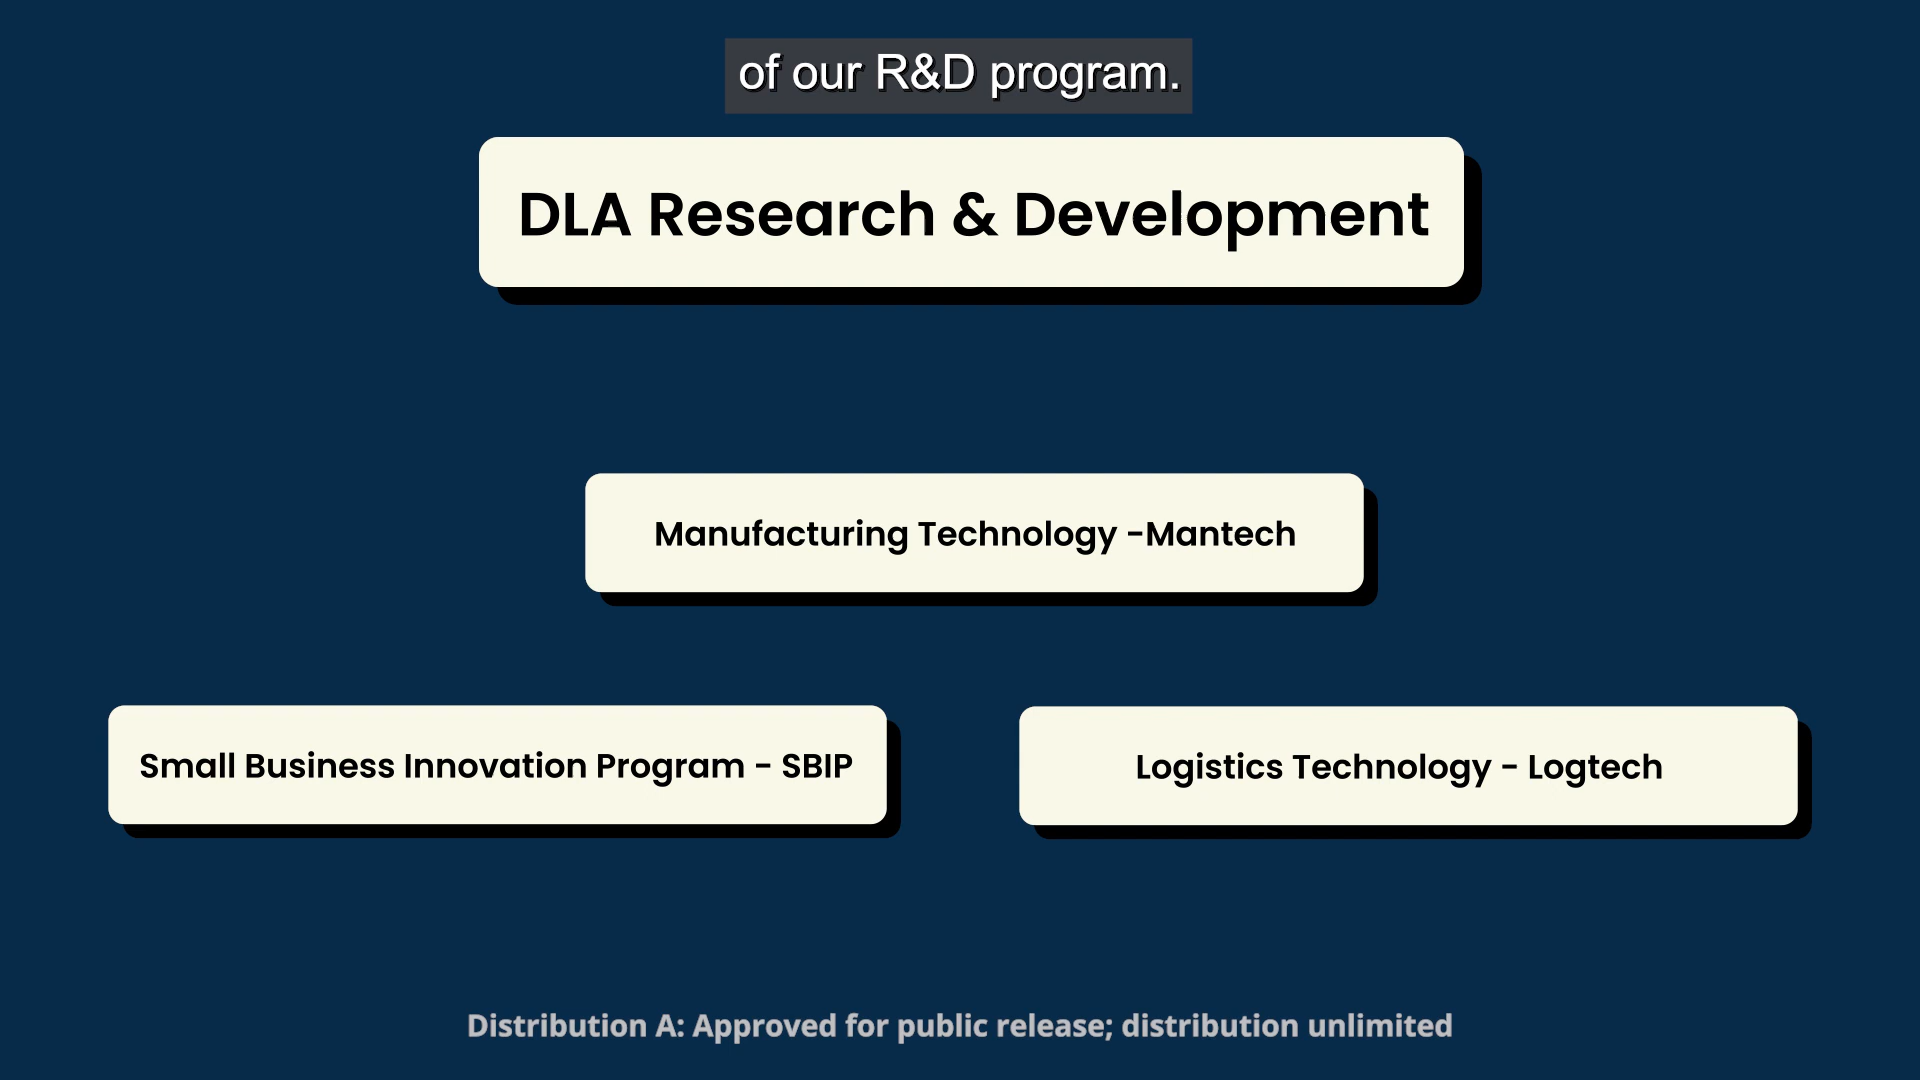 of our R&D program.
DLA Research & Development
Manufacturing Technology -Mantech
Small Business Innovation Program - SBIP
Logistics Technology - Logtech
Distribution A: Approved for public release; distribution unlimited